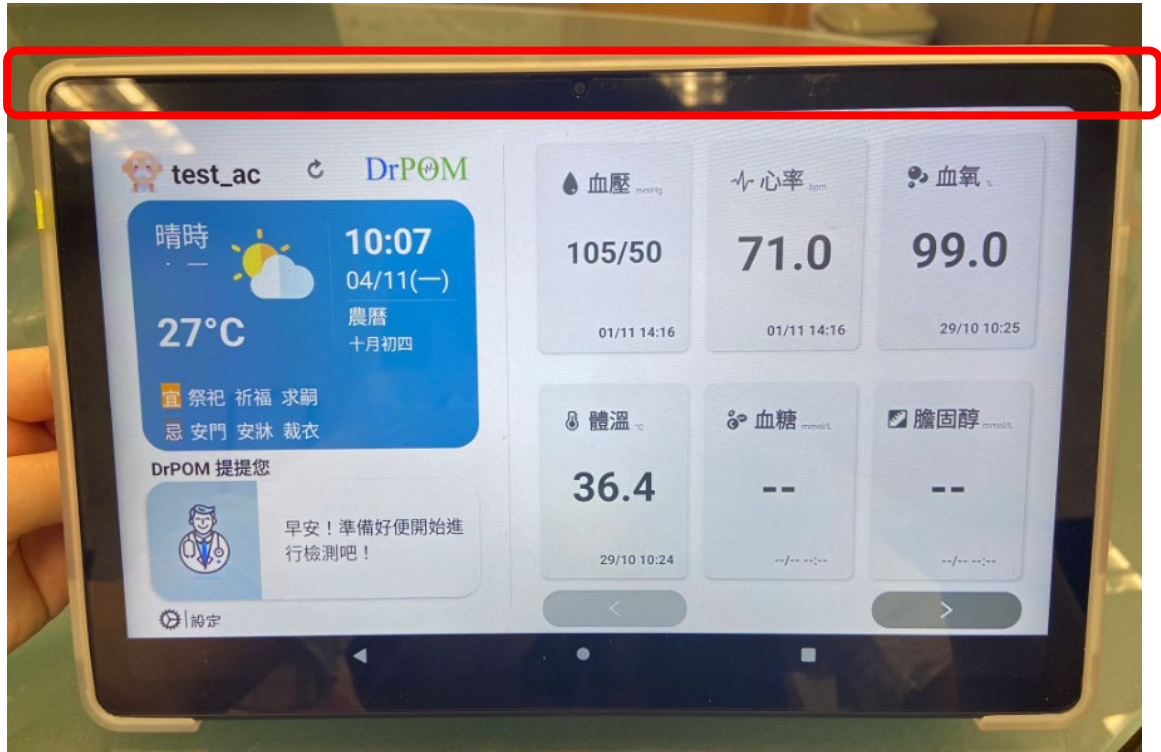 test_ac
DrPOM
晴時
10:07
04/11(一)
27°C
農曆
十月初四
宜 祭祀 祈福 求嗣
忌 安門 安牀 裁衣
DrPOM 提提您
早安！準備好便開始進
行檢測吧！
設定
血壓 mmHg
105/50
01/11 14:16
心率 bpm
71.0
01/11 14:16
血氧 %
99.0
29/10 10:25
體溫 °C
36.4
29/10 10:24
血糖 mmol/L
--
--/-- --:--
膽固醇 mmol/L
--
--/-- --:--